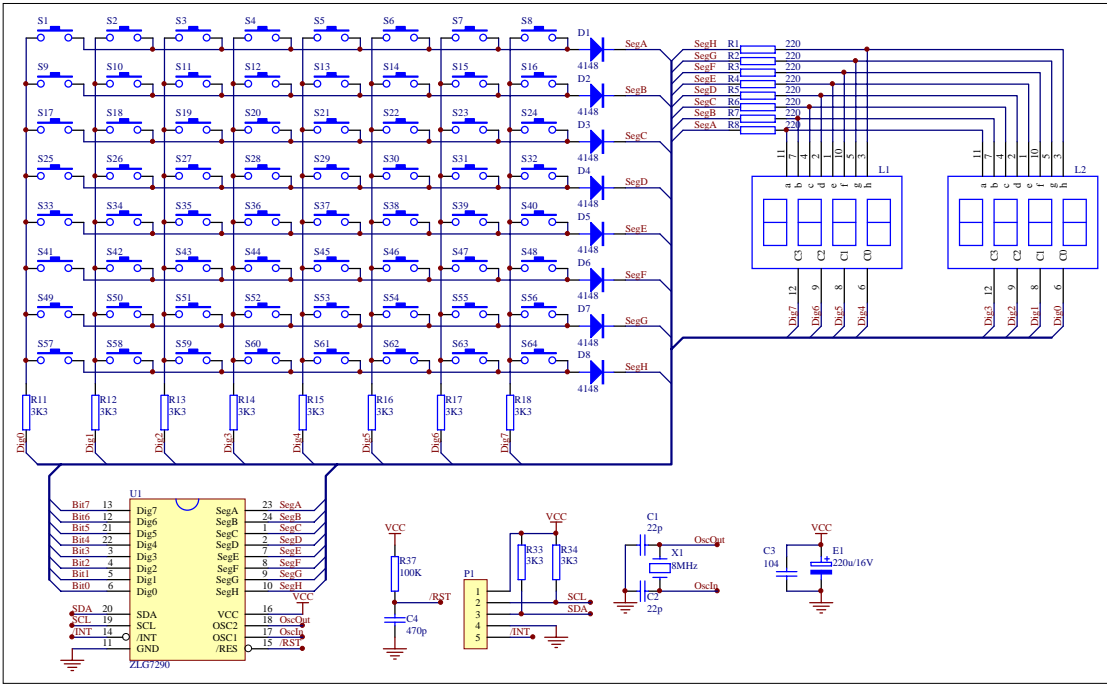 S1 S2 S3 S4 S5 S6 S7 S8 D1
SegA
4148
S9 S10 S11 S12 S13 S14 S15 S16 D2
SegB
4148
S17 S18 S19 S20 S21 S22 S23 S24 D3
SegC
4148
S25 S26 S27 S28 S29 S30 S31 S32 D4
SegD
4148
S33 S34 S35 S36 S37 S38 S39 S40 D5
SegE
4148
S41 S42 S43 S44 S45 S46 S47 S48 D6
SegF
4148
S49 S50 S51 S52 S53 S54 S55 S56 D7
SegG
4148
S57 S58 S59 S60 S61 S62 S63 S64 D8
SegH
4148
SegH R1 220
SegG R2 220
SegF R3 220
SegE R4 220
SegD R5 220
SegC R6 220
SegB R7 220
SegA R8 220
11 7 4 2 1 10 5 3
L1
a b c d e f g h
C3 C2 C1 C0
12 9 8 6
Dig7 Dig6 Dig5 Dig4
11 7 4 2 1 10 5 3
L2
a b c d e f g h
C3 C2 C1 C0
12 9 8 6
Dig3 Dig2 Dig1 Dig0
R11 R12 R13 R14 R15 R16 R17 R18
3K3 3K3 3K3 3K3 3K3 3K3 3K3 3K3
Dig0 Dig1 Dig2 Dig3 Dig4 Dig5 Dig6 Dig7
U1
Bit7 13 Dig7 SegA 23 SegA
Bit6 12 Dig6 SegB 24 SegB
Bit5 21 Dig5 SegC 1 SegC
Bit4 22 Dig4 SegD 2 SegD
Bit3 3 Dig3 SegE 7 SegE
Bit2 4 Dig2 SegF 8 SegF
Bit1 5 Dig1 SegG 9 SegG
Bit0 6 Dig0 SegH 10 SegH
VCC
SDA 20 SDA VCC 16
SCL 19 SCL OSC2 18 OscOut
/INT 14 /INT OSC1 17 OscIn
11 GND /RES 15 /RST
ZLG7290
VCC
R37
100K
/RST
C4
470p
VCC
R33 R34
3K3 3K3
P1
1
2 SCL
3 SDA
4
5 /INT
C1
22p
OscOut
X1
8MHz
OscIn
C2
22p
VCC
C3
104
E1
220u/16V